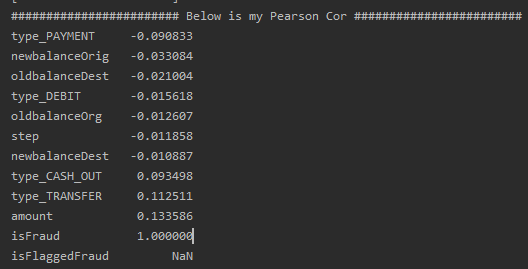 ######################## Below is my Pearson Cor ########################
type_PAYMENT -0.090833
newbalanceOrig -0.033084
oldbalanceDest -0.021004
type_DEBIT -0.015618
oldbalanceOrg -0.012607
step -0.011858
newbalanceDest -0.010887
type_CASH_OUT 0.093498
type_TRANSFER 0.112511
amount 0.133586
isFraud 1.000000
isFlaggedFraud NaN